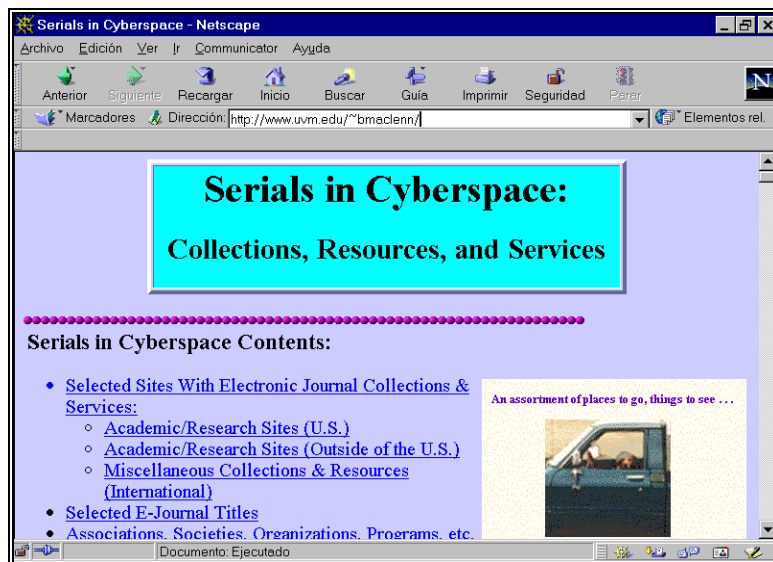 Serials in Cyberspace - Netscape
Archivo Edición Ver Ir Communicator Ayuda
Anterior Siguiente Recargar Inicio Buscar Guía Imprimir Seguridad Parar
N
Marcadores Dirección: http://www.uvm.edu/~bmaclenn/ Elementos rel.
Serials in Cyberspace:
Collections, Resources, and Services
Serials in Cyberspace Contents:
Selected Sites With Electronic Journal Collections &
Services:
Academic/Research Sites (U.S.)
Academic/Research Sites (Outside of the U.S.)
Miscellaneous Collections & Resources
(International)
Selected E-Journal Titles
Associations, Societies, Organizations, Programs, etc.
An assortment of places to go, things to see . . .
Documento: Ejecutado